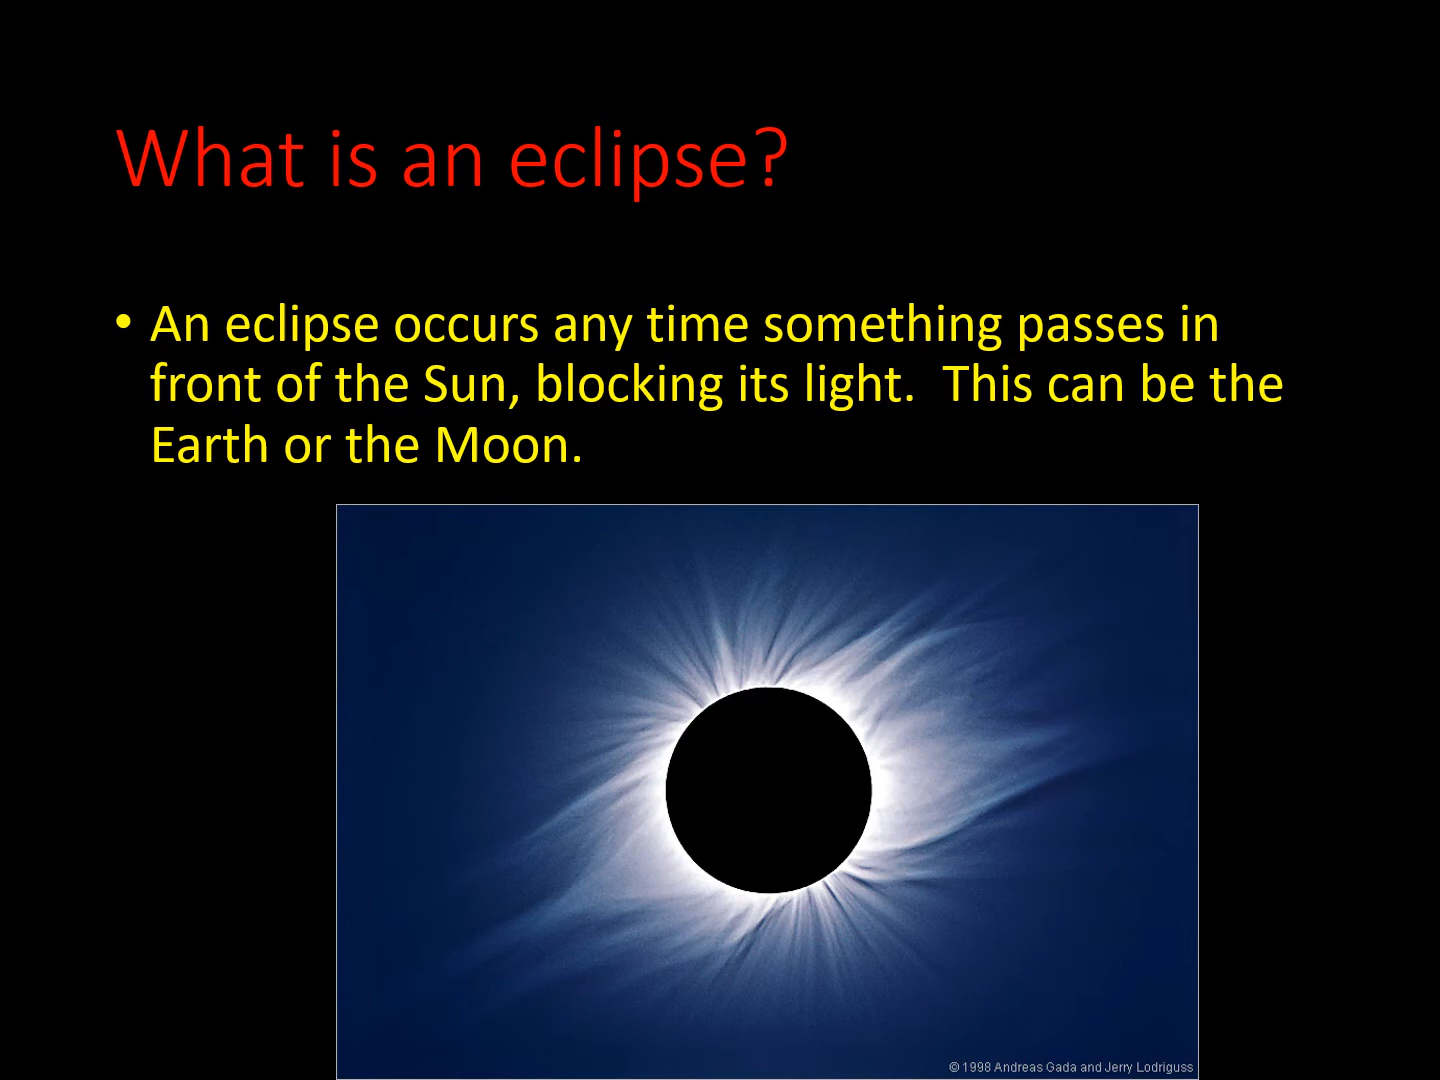 What is an eclipse?
• An eclipse occurs any time something passes in
front of the Sun, blocking its light.  This can be the
Earth or the Moon.
© 1998 Andreas Gada and Jerry Lodriguss